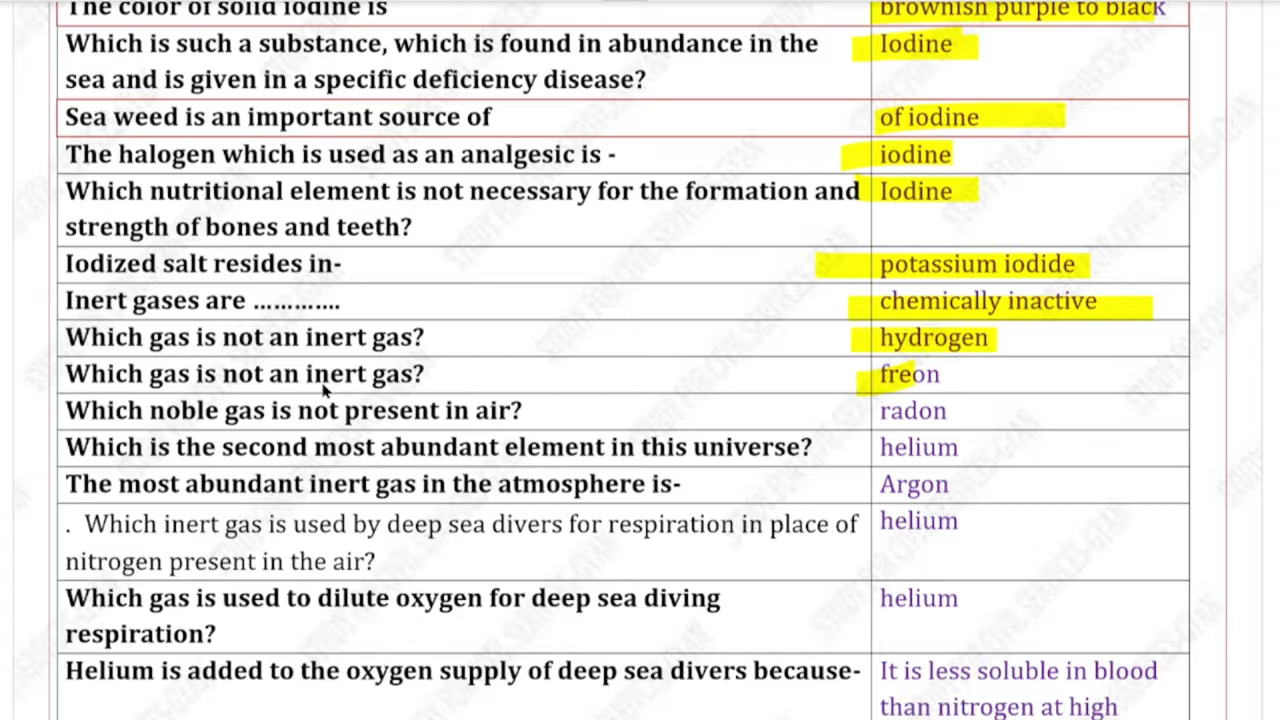 The color of solid iodine is
brownish purple to black
Which is such a substance, which is found in abundance in the
sea and is given in a specific deficiency disease?
Iodine
Sea weed is an important source of
of iodine
The halogen which is used as an analgesic is -
iodine
Which nutritional element is not necessary for the formation and
strength of bones and teeth?
Iodine
Iodized salt resides in-
potassium iodide
Inert gases are .............
chemically inactive
Which gas is not an inert gas?
hydrogen
Which gas is not an inert gas?
freon
Which noble gas is not present in air?
radon
Which is the second most abundant element in this universe?
helium
The most abundant inert gas in the atmosphere is-
Argon
. Which inert gas is used by deep sea divers for respiration in place of
nitrogen present in the air?
helium
Which gas is used to dilute oxygen for deep sea diving
respiration?
helium
Helium is added to the oxygen supply of deep sea divers because-
It is less soluble in blood
than nitrogen at high